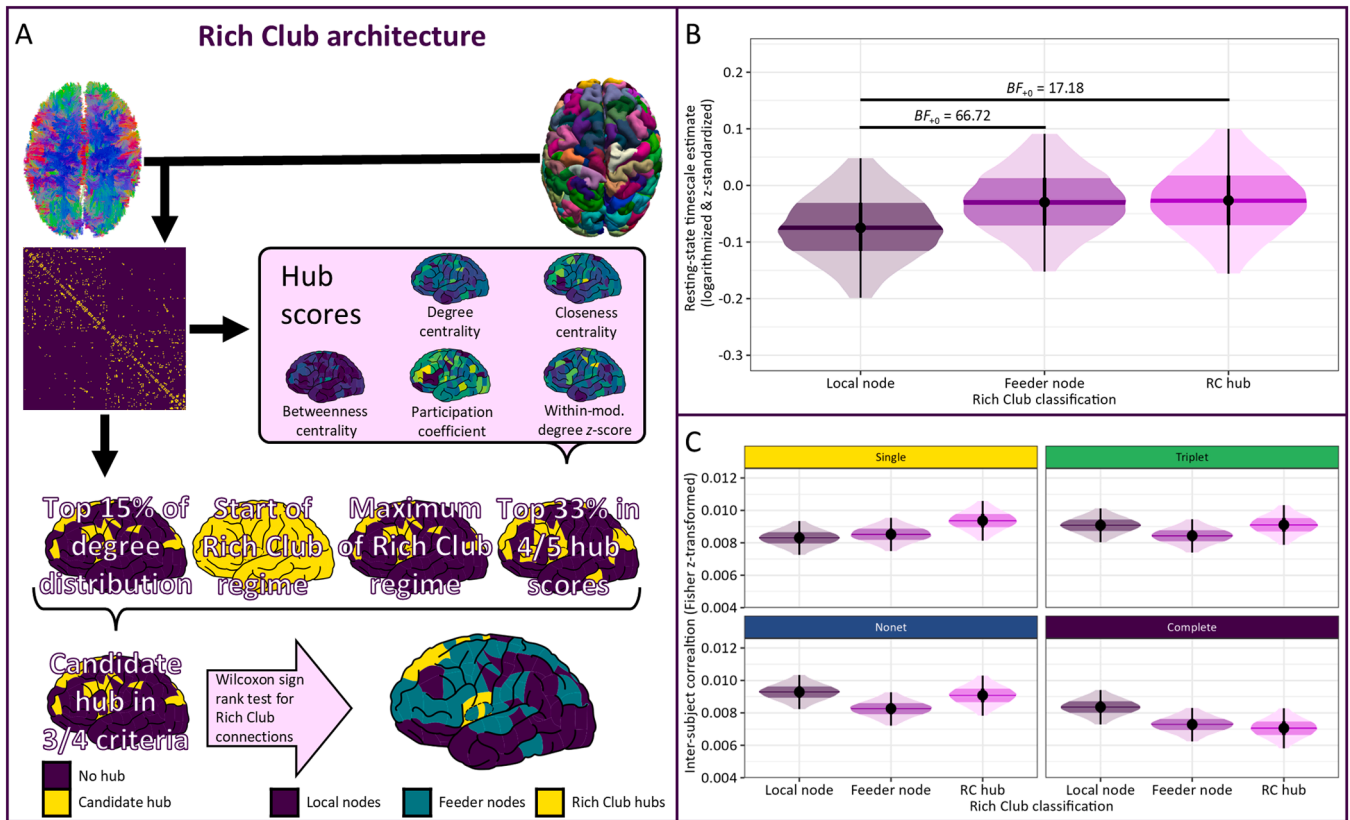 A
Rich Club architecture
Hub
scores
Degree
centrality
Closeness
centrality
Betweenness
centrality
Participation
coefficient
Within-mod.
degree z-score
Top 15% of
degree
distribution
Start of
Rich Club
regime
Maximum
of Rich Club
regime
Top 33% in
4/5 hub
scores
Candidate
hub in
3/4 criteria
Wilcoxon sign
rank test for
Rich Club
connections
No hub
Candidate hub
Local nodes
Feeder nodes
Rich Club hubs
B
Resting-state timescale estimate
(logarithmized & z-standardized)
0.2
0.1
0.0
-0.1
-0.2
-0.3
BF+0 = 17.18
BF+0 = 66.72
Local node
Feeder node
RC hub
Rich Club classification
C
Inter-subject correaltion (Fisher z-transformed)
Single
Triplet
0.012
0.010
0.008
0.006
0.004
Nonet
Complete
0.012
0.010
0.008
0.006
0.004
Local node
Feeder node
RC hub
Local node
Feeder node
RC hub
Rich Club classification